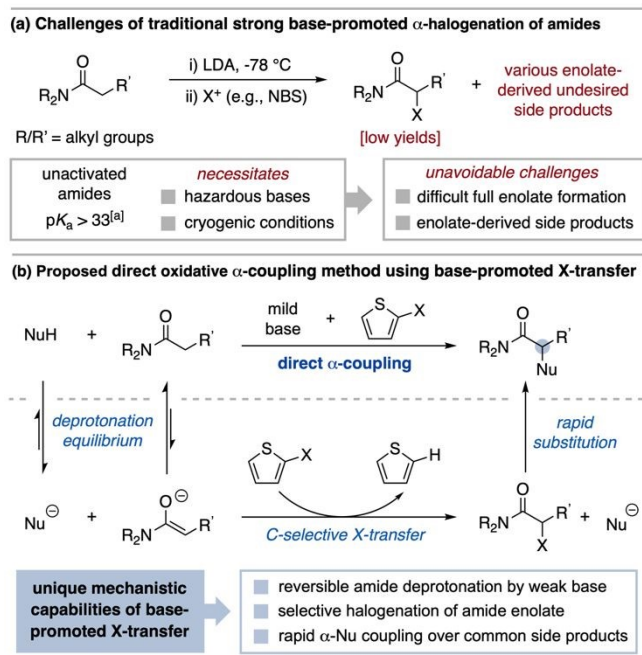 (a) Challenges of traditional strong base-promoted α-halogenation of amides
O
R₂N
R'
i) LDA, -78 °C
ii) X⁺ (e.g., NBS)
O
R₂N
R'
X
+
various enolate-
derived undesired
side products
R/R' = alkyl groups
[low yields]
unactivated
amides
pKa > 33[a]
necessitates
hazardous bases
cryogenic conditions
unavoidable challenges
difficult full enolate formation
enolate-derived side products
(b) Proposed direct oxidative α-coupling method using base-promoted X-transfer
NuH
+
O
R₂N
R'
mild
base
+
S
X
direct α-coupling
O
R₂N
R'
Nu
deprotonation
equilibrium
rapid
substitution
S
X
S
H
Nu⊖
+
O⊖
R₂N
R'
C-selective X-transfer
O
R₂N
R'
X
+ Nu⊖
unique mechanistic
capabilities of base-
promoted X-transfer
reversible amide deprotonation by weak base
selective halogenation of amide enolate
rapid α-Nu coupling over common side products